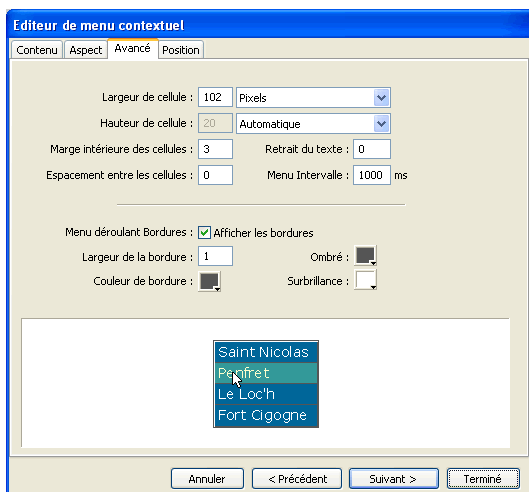 Editeur de menu contextuel
Contenu Aspect Avancé Position
Largeur de cellule : 102 Pixels
Hauteur de cellule : 20 Automatique
Marge intérieure des cellules : 3 Retrait du texte : 0
Espacement entre les cellules : 0 Menu Intervalle : 1000 ms
Menu déroulant Bordures : Afficher les bordures
Largeur de la bordure : 1 Ombré :
Couleur de bordure : Surbrillance :
Saint Nicolas
Penfret
Le Loc'h
Fort Cigogne
Annuler < Précédent Suivant > Terminé